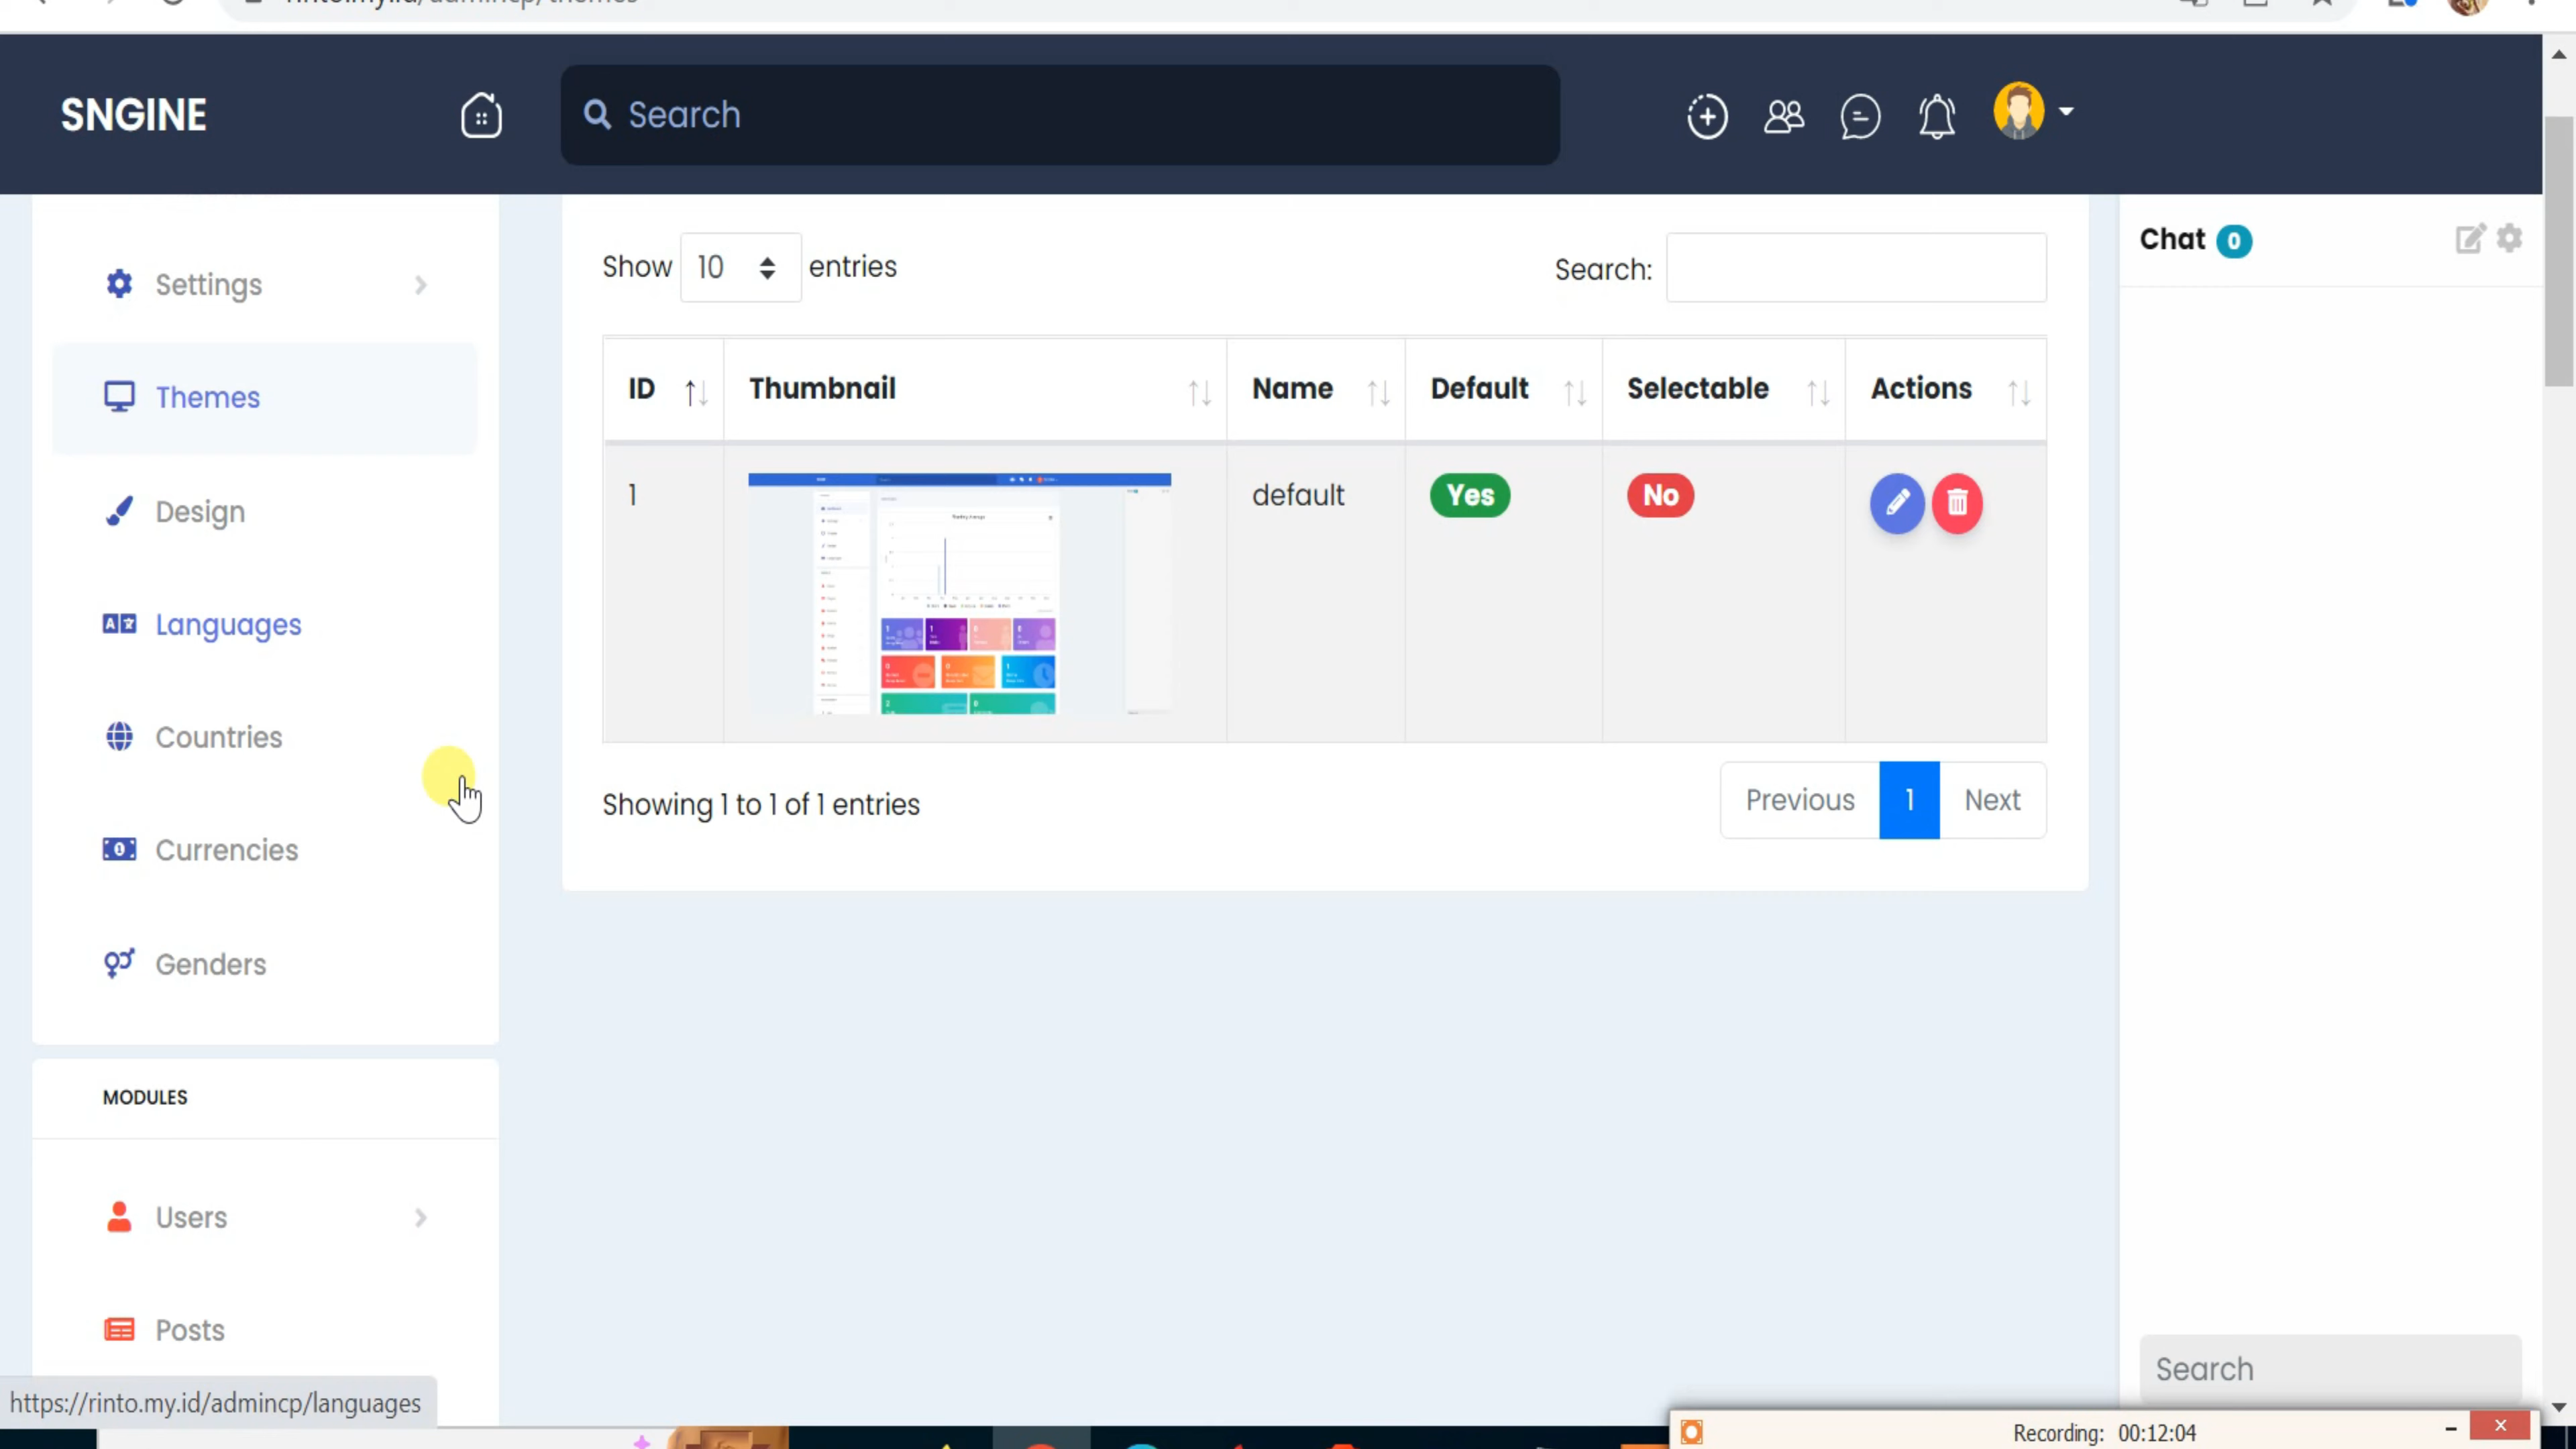 SNGINE
Search
Settings
Themes
Design
Languages
Countries
Currencies
Genders
MODULES
Users
Posts
https://rinto.my.id/admincp/languages
Show 10 entries
Search:
ID Thumbnail Name Default Selectable Actions
1 default Yes No
Showing 1 to 1 of 1 entries
Previous 1 Next
Chat 0
Search
Recording: 00:12:04